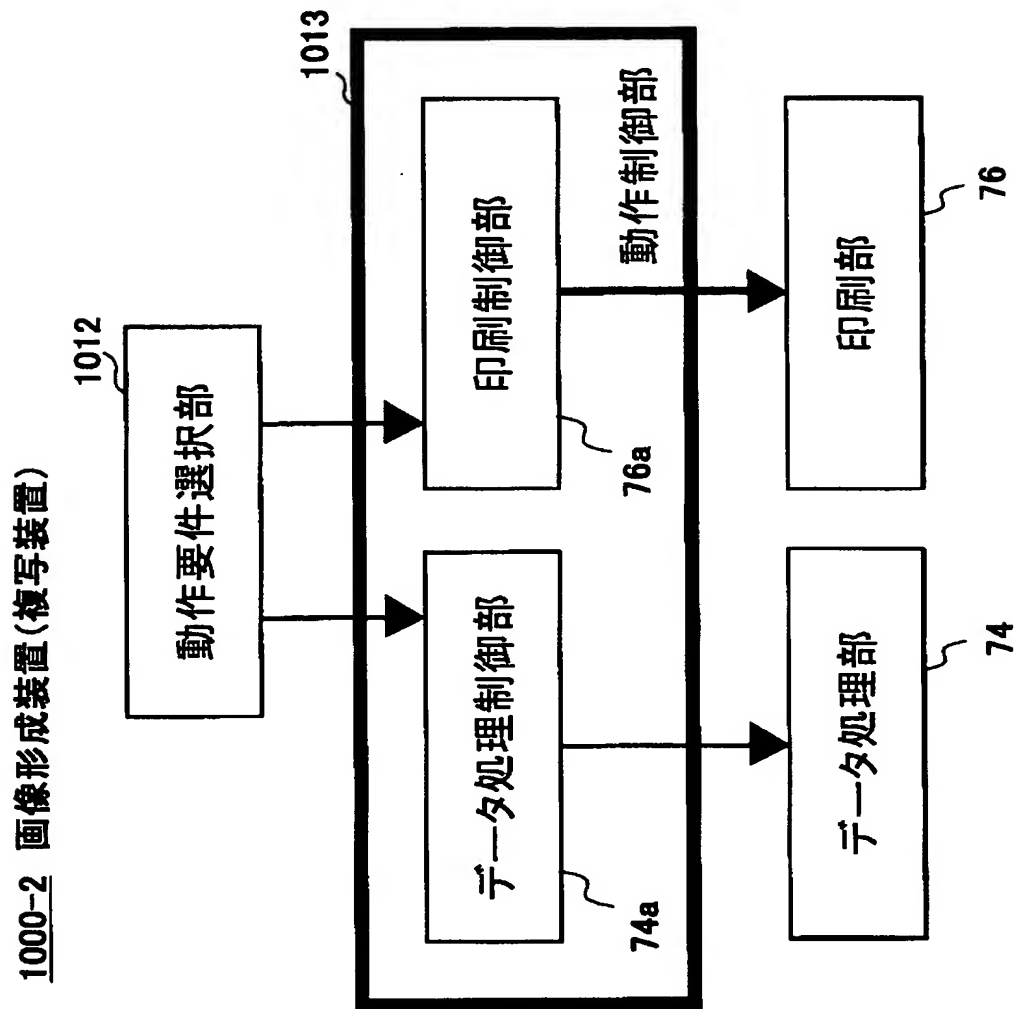 1000-2 画像形成装置(複写装置)
1012
動作要件選択部
1013
データ処理制御部
74a
印刷制御部
76a
動作制御部
データ処理部
74
印刷部
76